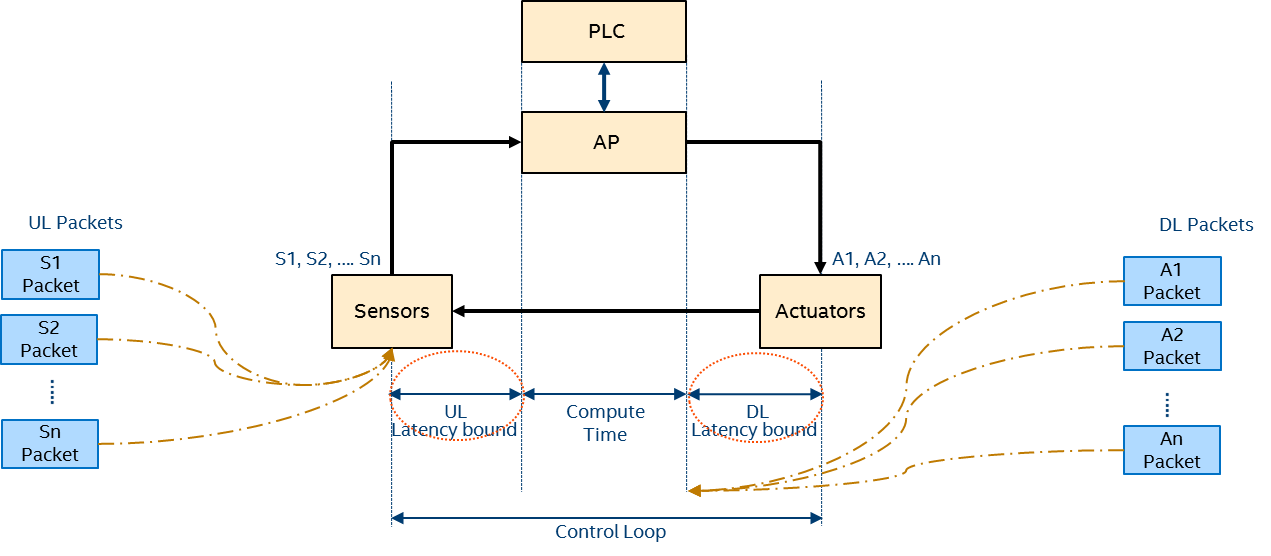 PLC
AP
UL Packets
DL Packets
S1
Packet
S1, S2, .... Sn
A1, A2, .... An
A1
Packet
Sensors
Actuators
S2
Packet
A2
Packet
UL
Latency bound
Compute
Time
DL
Latency bound
Sn
Packet
An
Packet
Control Loop